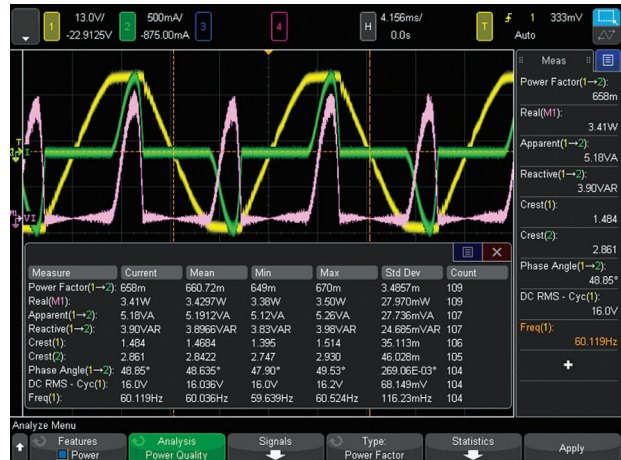 1 13.0V/ 2 500mA/ 3 4 H 4.156ms/ T 1 333mV
-22.9125V -875.00mA 0.0s Auto
Meas
Power Factor(1→2):
658m
Real(M1):
3.41W
Apparent(1→2):
5.18VA
Reactive(1→2):
3.90VAR
Crest(1):
1.484
Crest(2):
2.861
Phase Angle(1→2):
48.85°
DC RMS - Cyc(1):
16.0V
Freq(1):
60.119Hz
Measure Current Mean Min Max Std Dev Count
Power Factor(1→2): 658m 660.72m 649m 670m 3.4857m 109
Real(M1): 3.41W 3.4297W 3.38W 3.50W 27.970mW 109
Apparent(1→2): 5.18VA 5.1912VA 5.12VA 5.26VA 27.736mVA 107
Reactive(1→2): 3.90VAR 3.8966VAR 3.83VAR 3.98VAR 24.685mVAR 107
Crest(1): 1.484 1.4684 1.395 1.514 35.113m 106
Crest(2): 2.861 2.8422 2.747 2.930 46.028m 105
Phase Angle(1→2): 48.85° 48.635° 47.90° 49.53° 269.06E-03° 104
DC RMS - Cyc(1): 16.0V 16.036V 16.0V 16.2V 68.149mV 104
Freq(1): 60.119Hz 60.036Hz 59.639Hz 60.524Hz 116.23mHz 104
Analyze Menu
Features Analysis Signals Type: Statistics Apply
Power Power Quality Power Factor